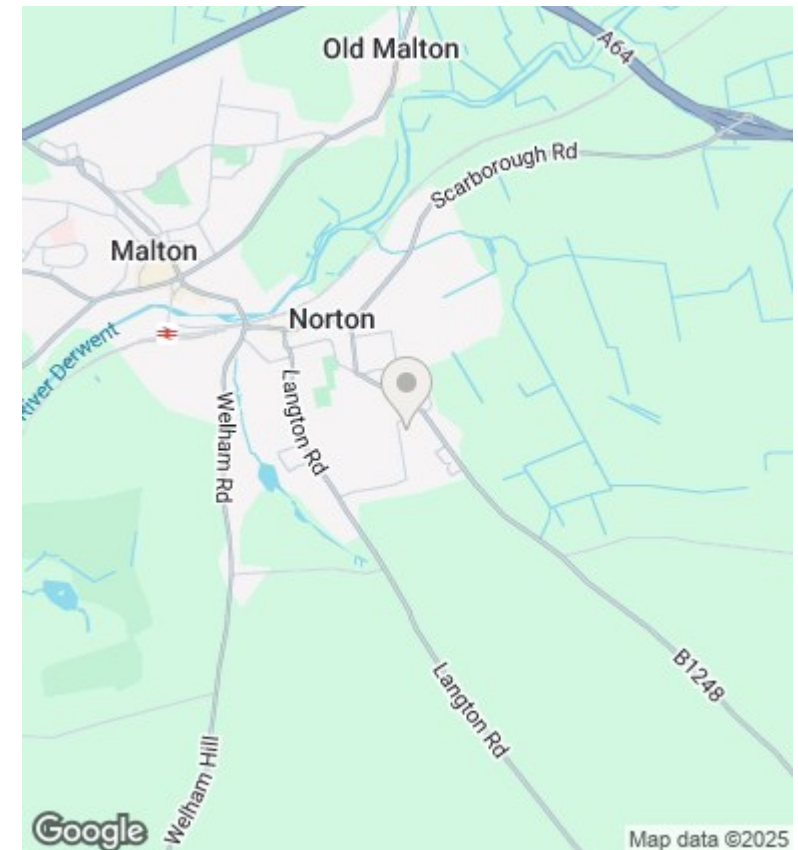 Old Malton
A64
Scarborough Rd
Malton
Norton
River Derwent
Langton Rd
Welham Rd
B1248
Langton Rd
Welham Hill
Google
Map data ©2025